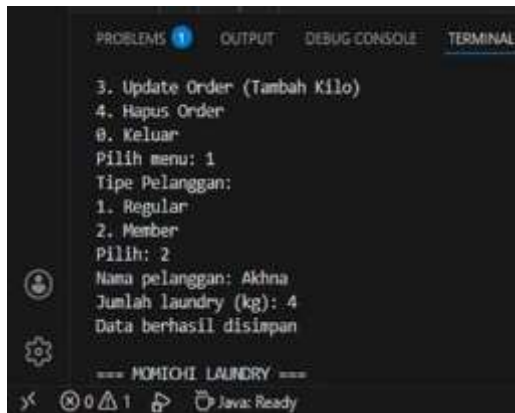 PROBLEMS 1 OUTPUT DEBUG CONSOLE TERMINAL
3. Update Order (Tambah Kilo)
4. Hapus Order
0. Keluar
Pilih menu: 1
Tipe Pelanggan:
1. Regular
2. Member
Pilih: 2
Nama pelanggan: Akhna
Jumlah laundry (kg): 4
Data berhasil disimpan
=== MOMICHI LAUNDRY ===
0 1 Java: Ready